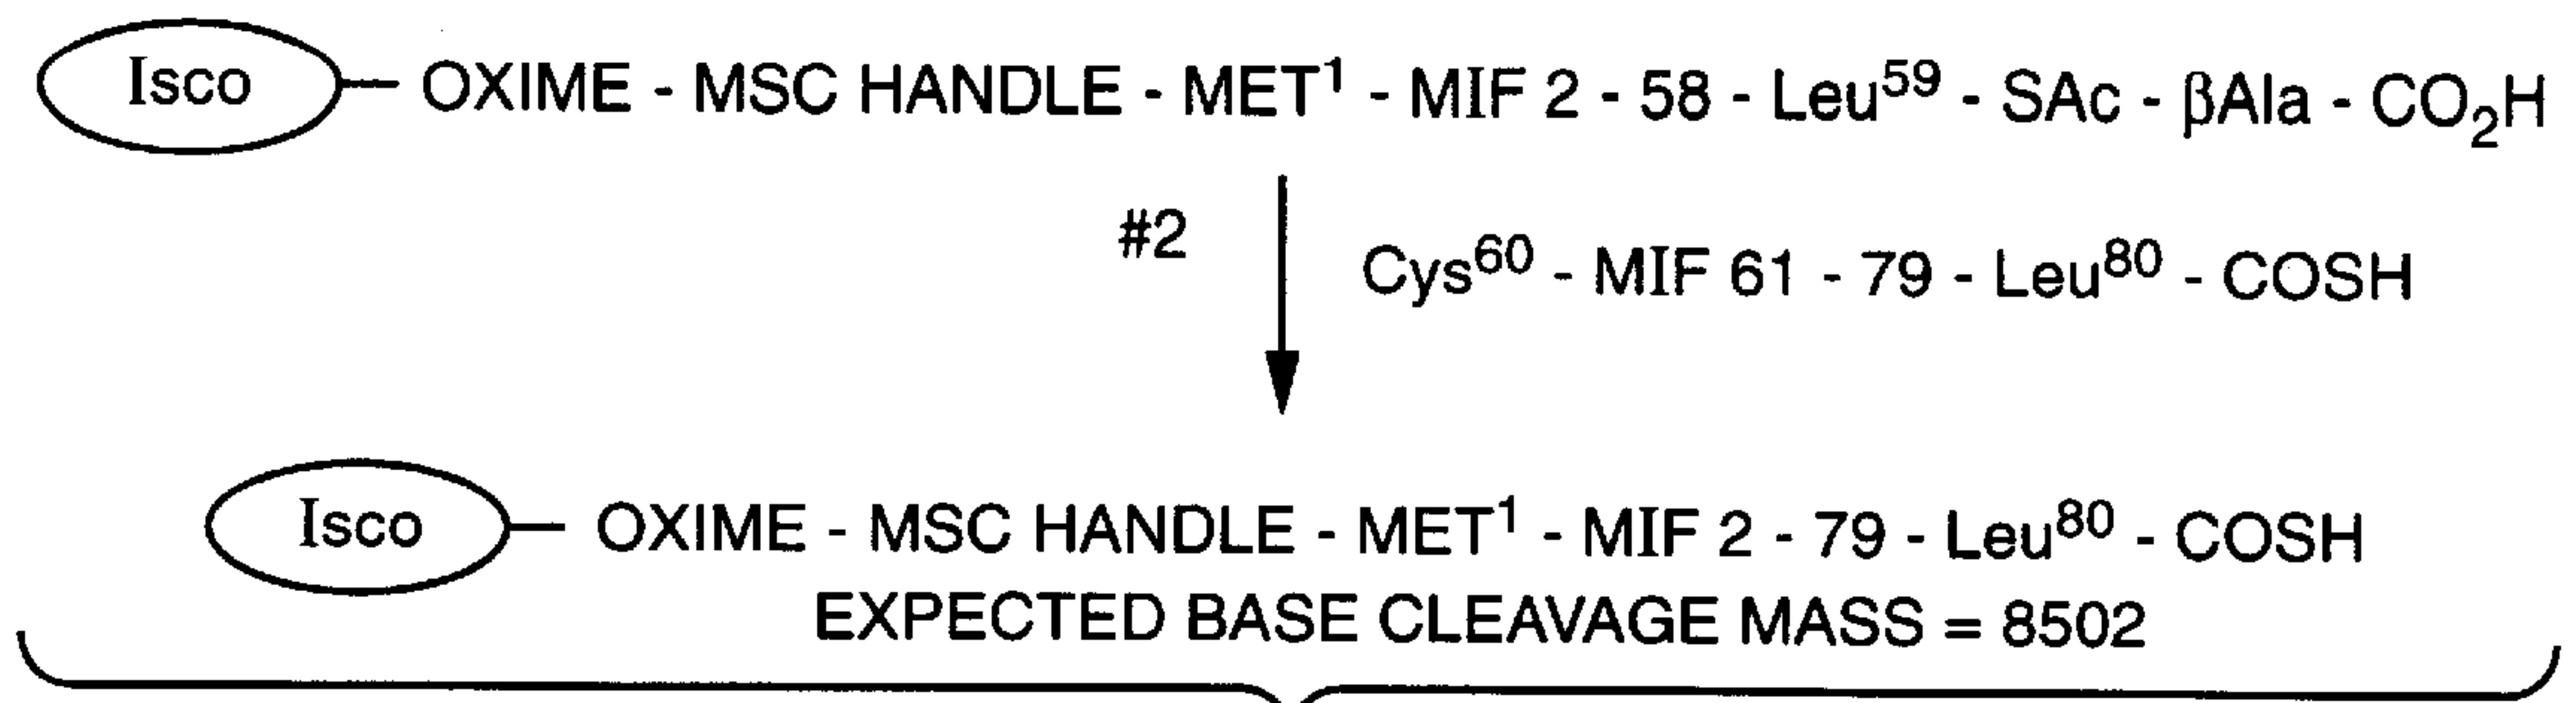 Isco - OXIME - MSC HANDLE - MET¹ - MIF 2 - 58 - Leu⁵⁹ - SAc - βAla - CO₂H
#2
Cys⁶⁰ - MIF 61 - 79 - Leu⁸⁰ - COSH
Isco - OXIME - MSC HANDLE - MET¹ - MIF 2 - 79 - Leu⁸⁰ - COSH
EXPECTED BASE CLEAVAGE MASS = 8502